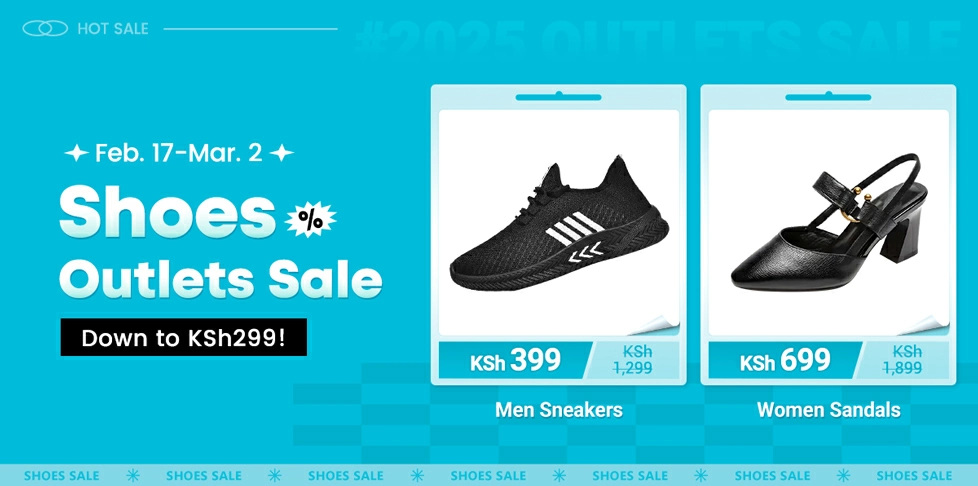 HOT SALE
#2025 OUTLETS SALE
Feb. 17-Mar. 2
Shoes %
Outlets Sale
Down to KSh299!
KSh 399
KSh
1,299
Men Sneakers
KSh 699
KSh
1,899
Women Sandals
SHOES SALE SHOES SALE SHOES SALE SHOES SALE SHOES SALE SHOES SALE SHOES SALE